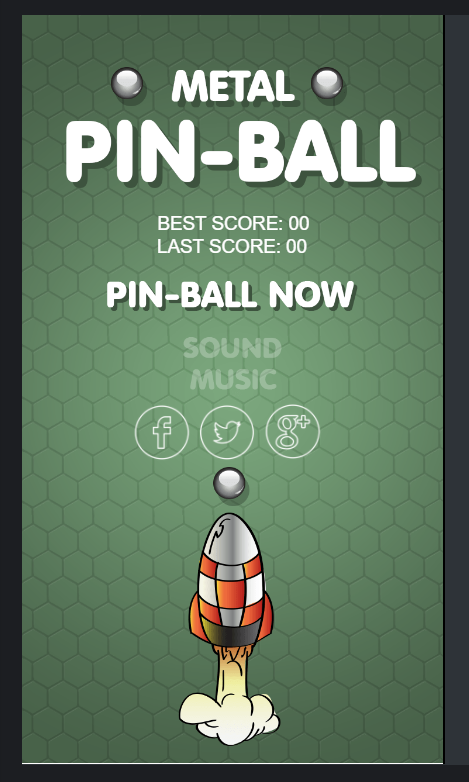 METAL
PIN-BALL
BEST SCORE: 00
LAST SCORE: 00
PIN-BALL NOW
SOUND
MUSIC
f g+